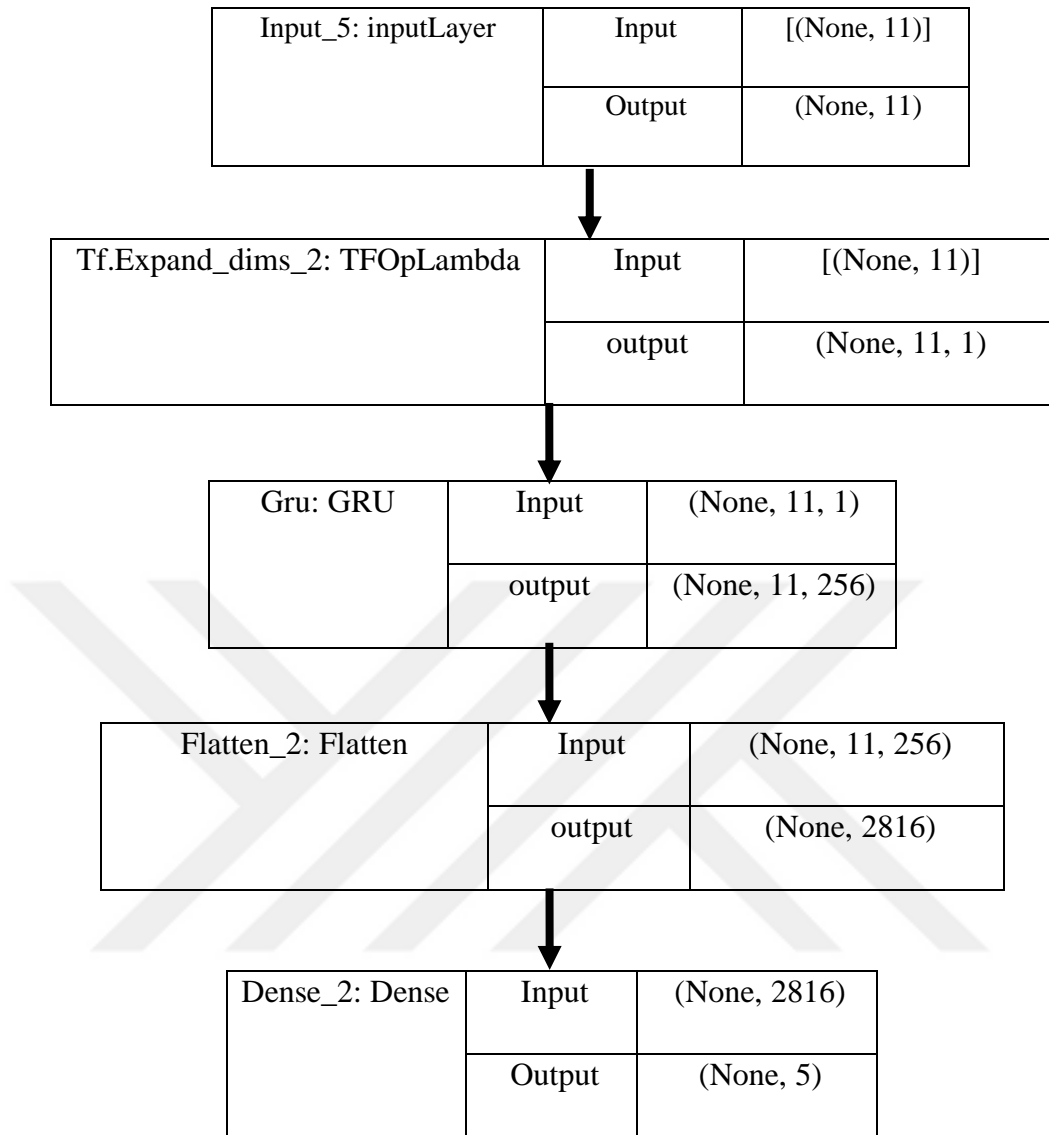 Input_5: inputLayer Input [(None, 11)]
Output (None, 11)
Tf.Expand_dims_2: TFOpLambda Input [(None, 11)]
output (None, 11, 1)
Gru: GRU Input (None, 11, 1)
output (None, 11, 256)
Flatten_2: Flatten Input (None, 11, 256)
output (None, 2816)
Dense_2: Dense Input (None, 2816)
Output (None, 5)